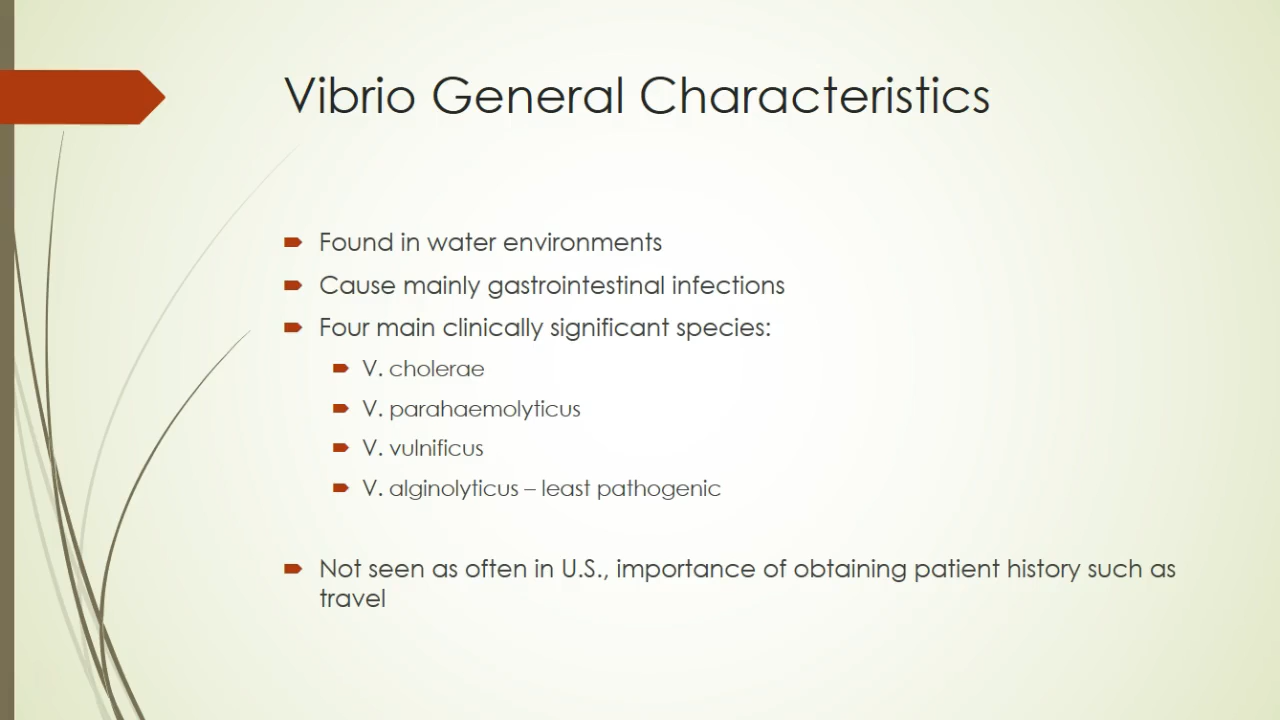 Vibrio General Characteristics
Found in water environments
Cause mainly gastrointestinal infections
Four main clinically significant species:
V. cholerae
V. parahaemolyticus
V. vulnificus
V. alginolyticus – least pathogenic
Not seen as often in U.S., importance of obtaining patient history such as
travel